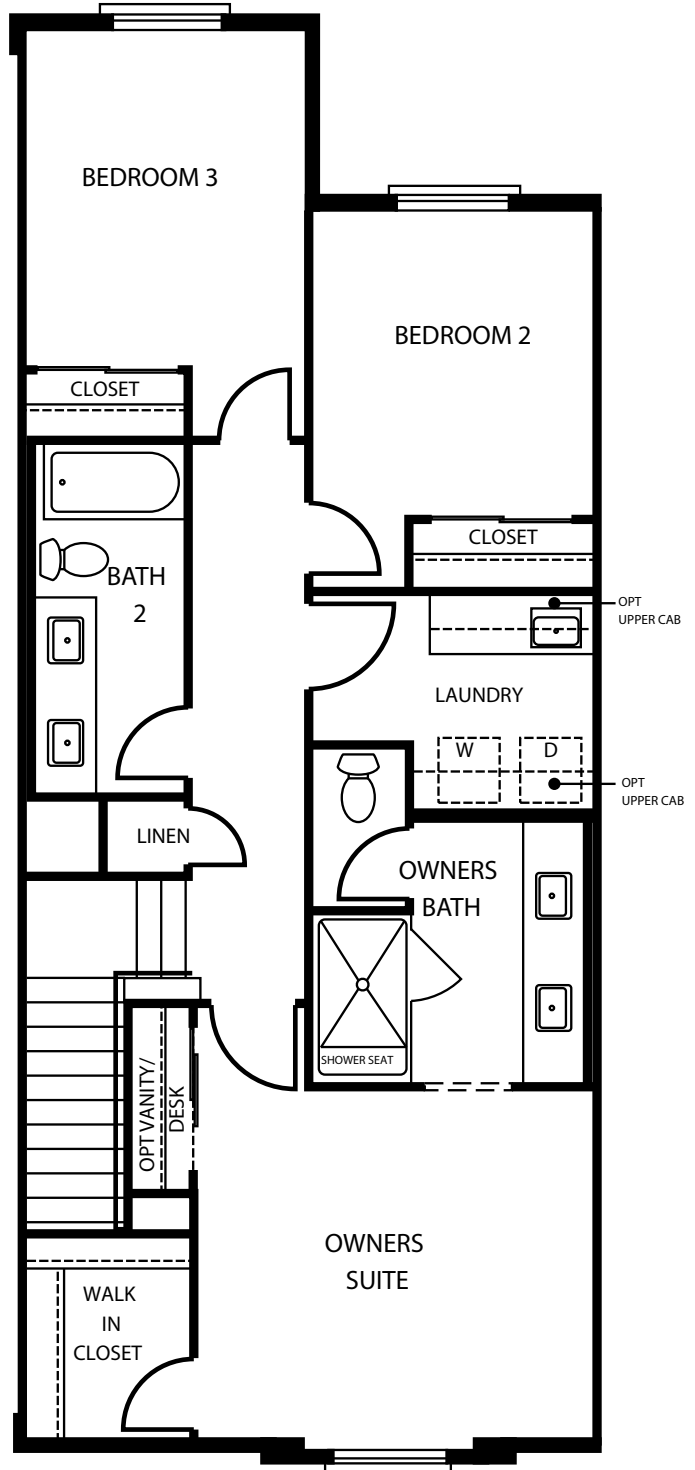 BEDROOM 3
BEDROOM 2
CLOSET
CLOSET
BATH
2
OPT
UPPER CAB
LAUNDRY
W
D
OPT
UPPER CAB
LINEN
OWNERS
BATH
SHOWER SEAT
OPT VANITY/
DESK
OWNERS
SUITE
WALK
IN
CLOSET